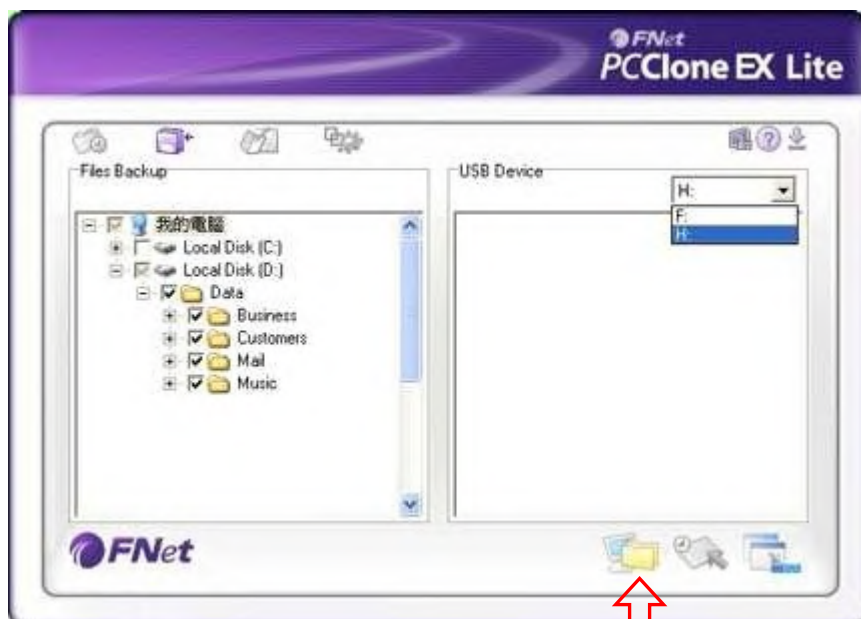 FNet
PCClone EX Lite
Files Backup
USB Device
H:
F:
H:
我的電腦
Local Disk (C:)
Local Disk (D:)
Data
Business
Customers
Mail
Music
FNet